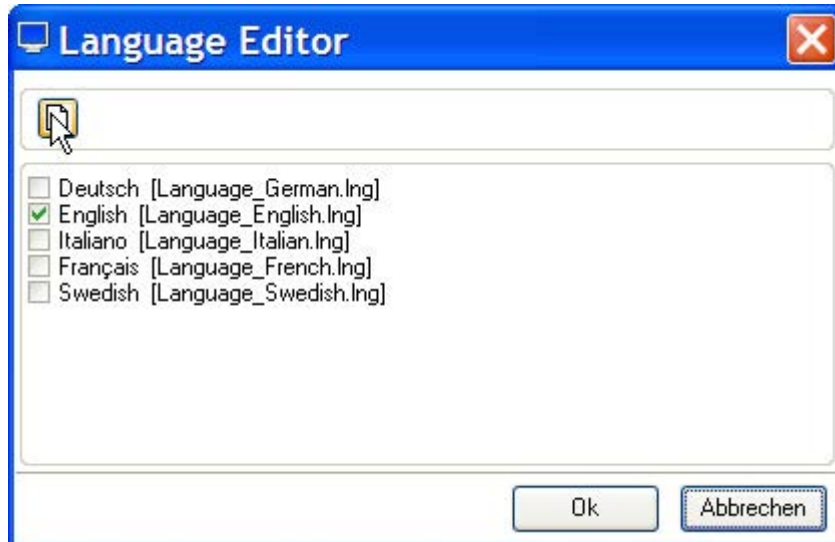 Language Editor
Deutsch [Language_German.lng]
English [Language_English.lng]
Italiano [Language_Italian.lng]
Français [Language_French.lng]
Swedish [Language_Swedish.lng]
Ok Abbrechen